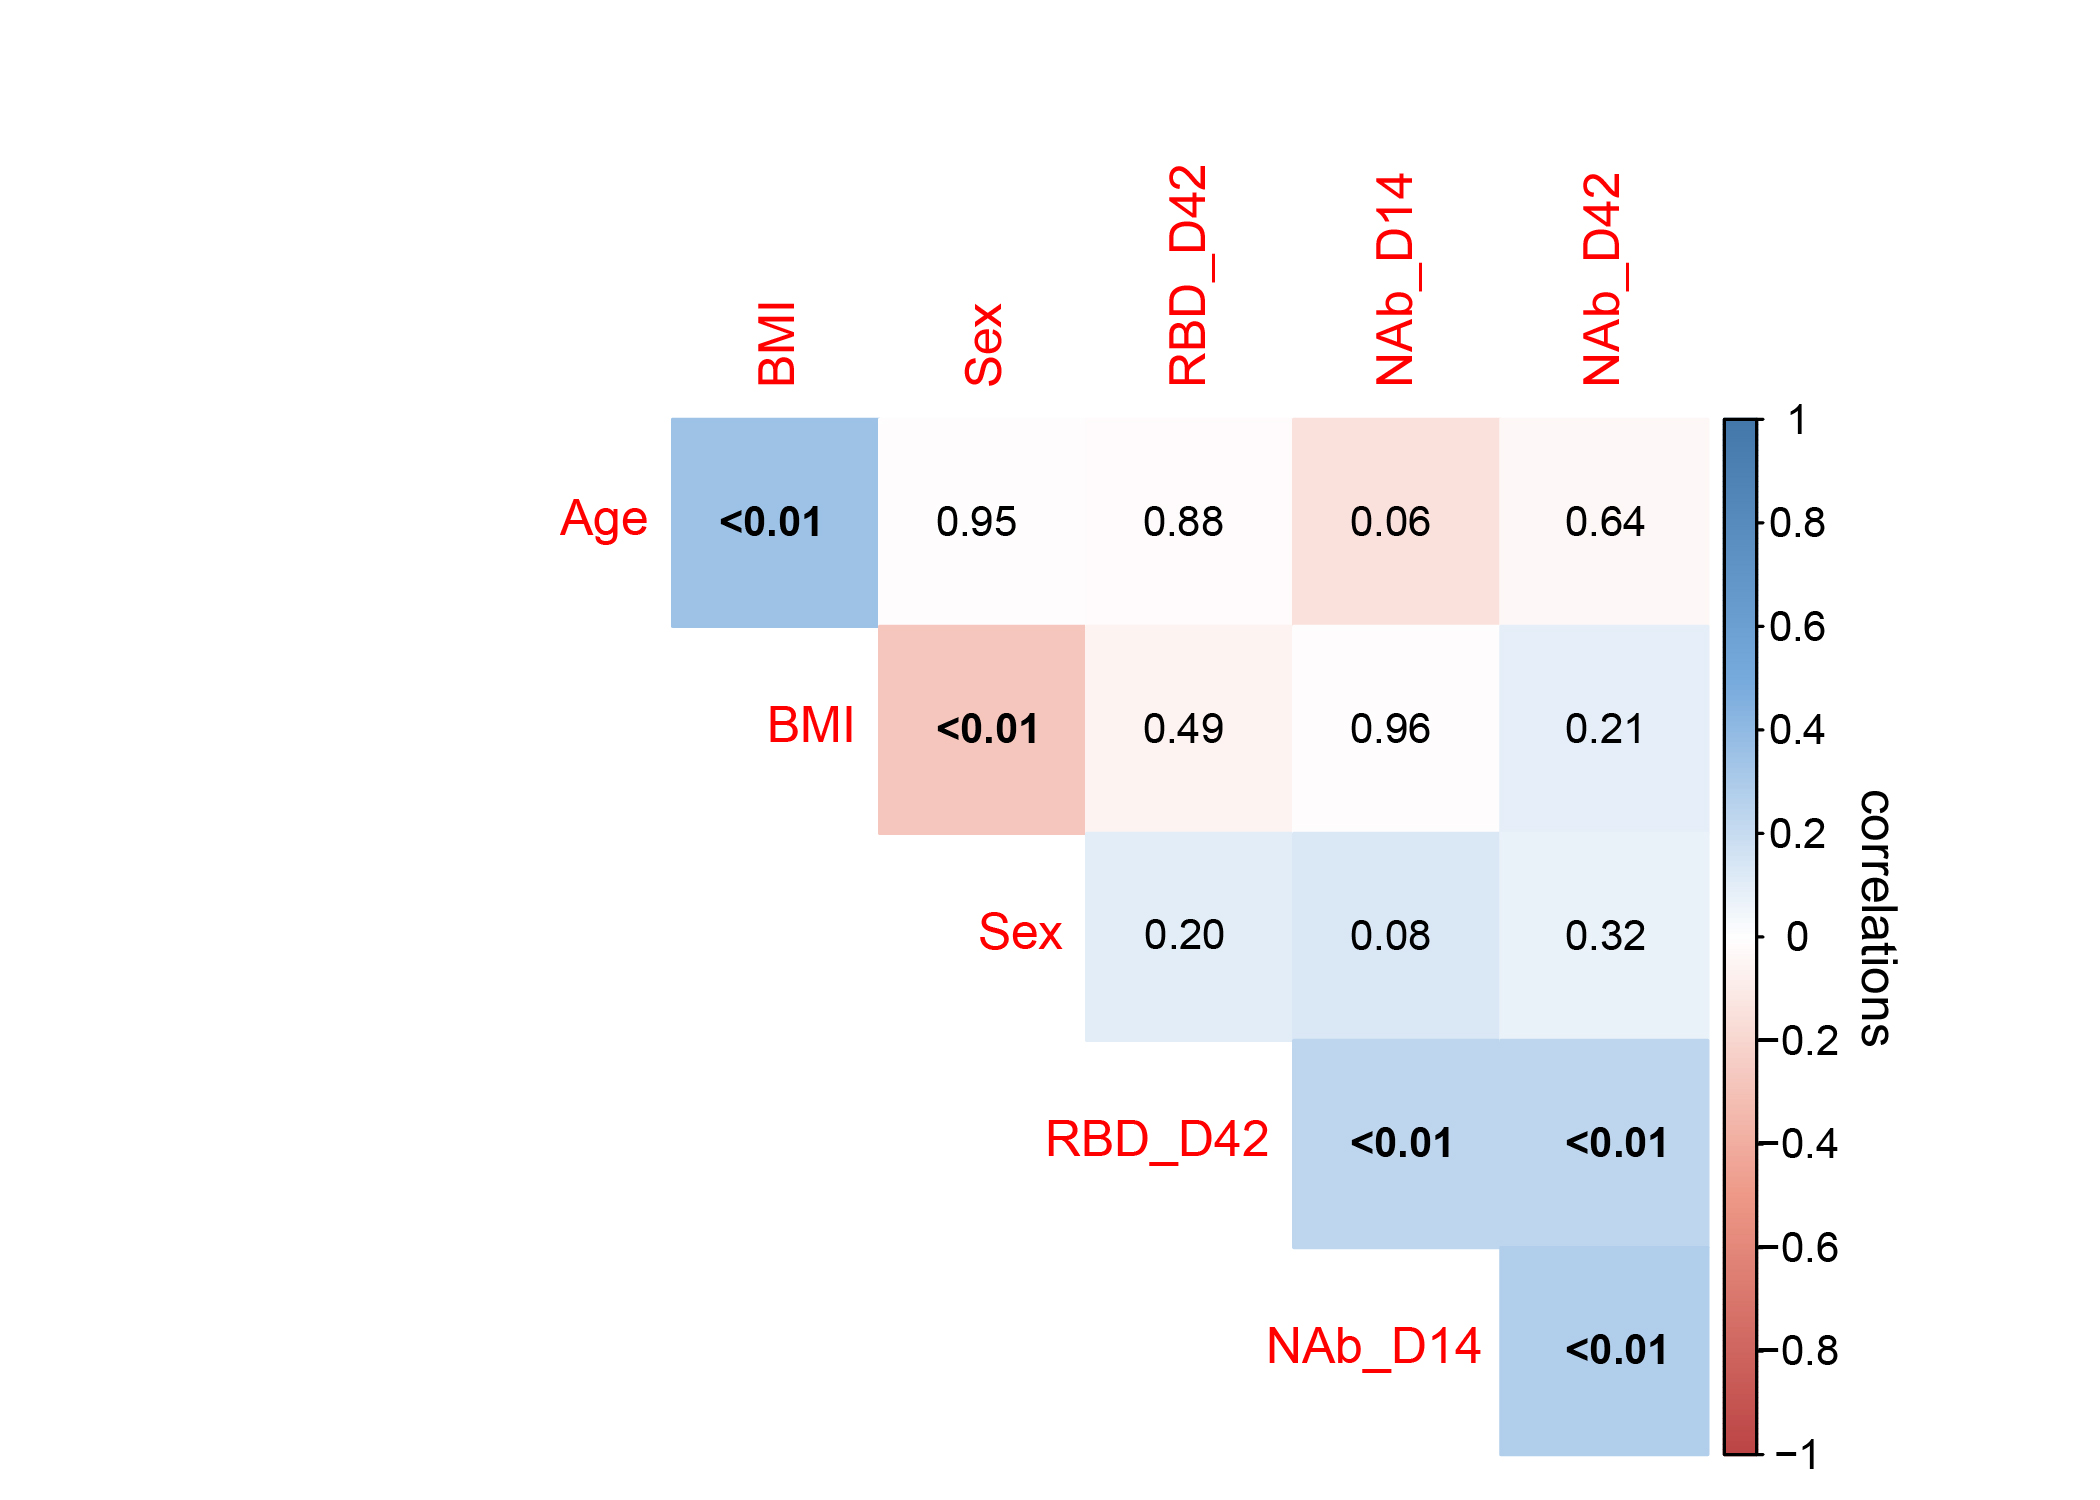 BMI
Sex
RBD_D42
NAb_D14
NAb_D42
Age <0.01 0.95 0.88 0.06 0.64
BMI <0.01 0.49 0.96 0.21
Sex 0.20 0.08 0.32
RBD_D42 <0.01 <0.01
NAb_D14 <0.01
1
0.8
0.6
0.4
0.2
0
−0.2
−0.4
−0.6
−0.8
−1
correlations